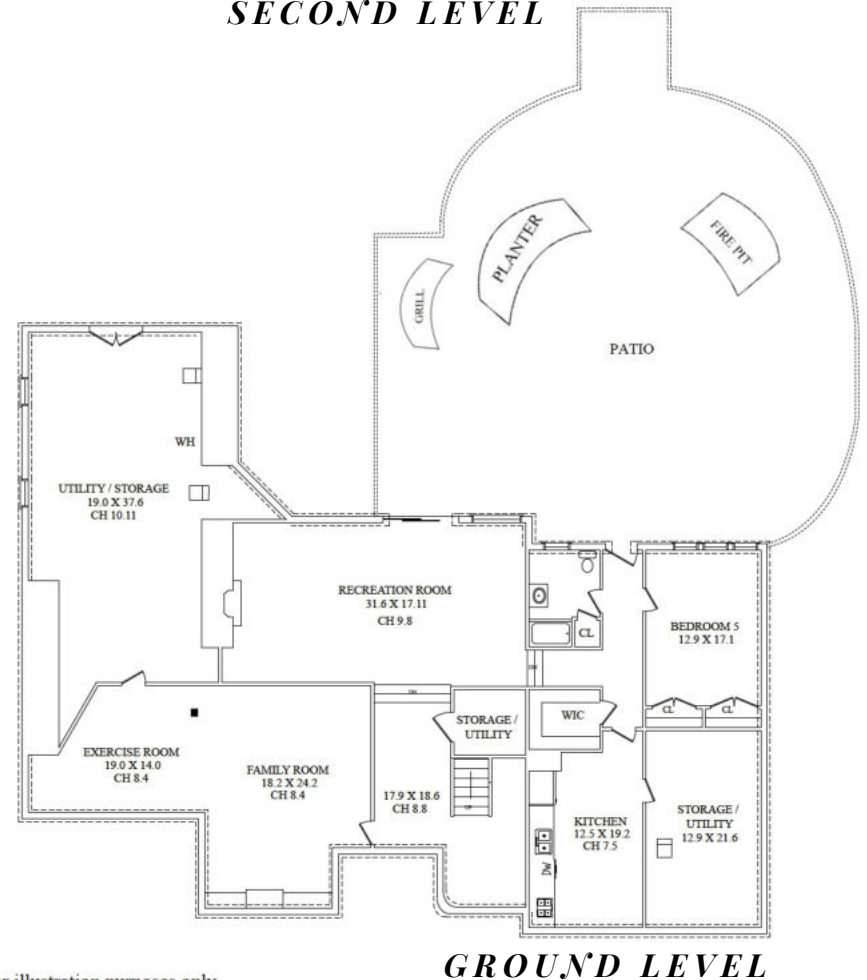 SECOND LEVEL
PLANTER
FIRE PIT
GRILL
PATIO
WH
UTILITY / STORAGE
19.0 X 37.6
CH 10.11
RECREATION ROOM
31.6 X 17.11
CH 9.8
CL
BEDROOM 5
12.9 X 17.1
CL
CL
WIC
STORAGE /
UTILITY
EXERCISE ROOM
19.0 X 14.0
CH 8.4
FAMILY ROOM
18.2 X 24.2
CH 8.4
17.9 X 18.6
CH 8.8
UP
KITCHEN
12.5 X 19.2
CH 7.5
DW
STORAGE /
UTILITY
12.9 X 21.6
GROUND LEVEL
illustration purposes only